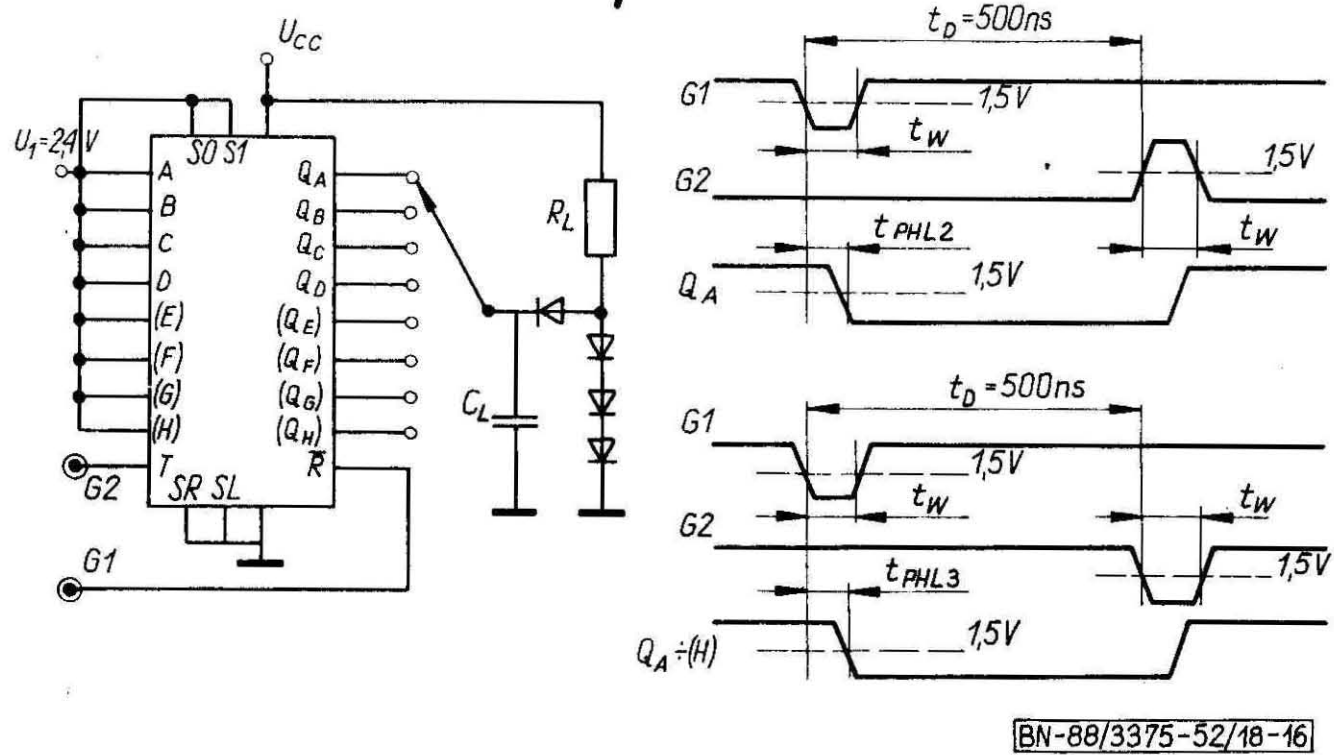 U_CC
U₁=2,4 V
S0 S1
A
B
C
D
(E)
(F)
(G)
(H)
T
G2
SR SL
G1
Q_A
Q_B
Q_C
Q_D
(Q_E)
(Q_F)
(Q_G)
(Q_H)
R̅
R_L
C_L
t_D = 500ns
G1
1,5V
t_W
G2
1,5V
t_PHL2
t_W
Q_A
1,5V
t_D = 500ns
G1
1,5V
t_W
t_W
G2
1,5V
t_PHL3
Q_A ÷(H)
1,5V
BN-88/3375-52/18-16